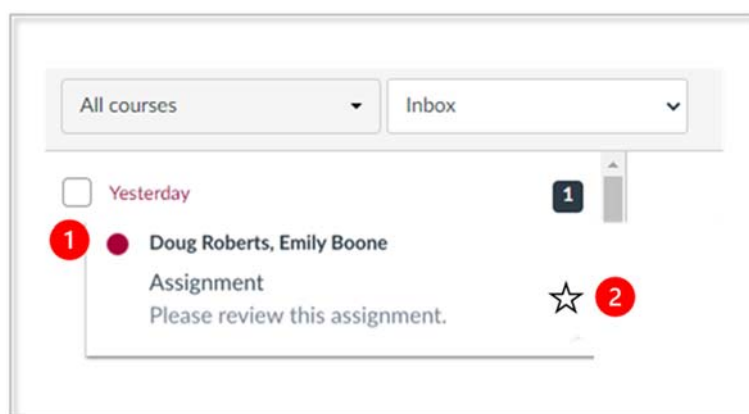 All courses
Inbox
Yesterday
1
1
Doug Roberts, Emily Boone
Assignment
Please review this assignment.
2